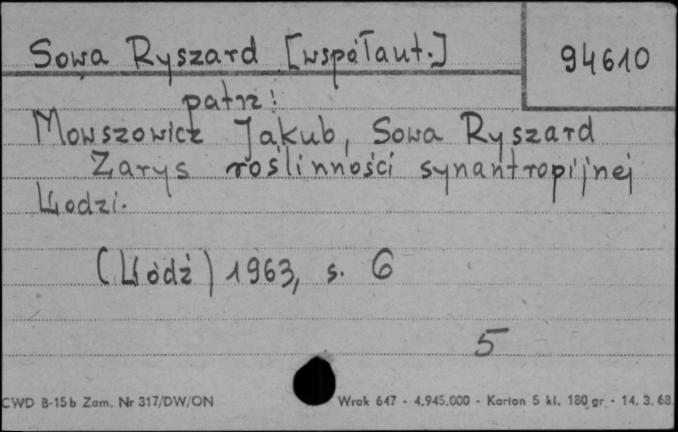 Sowa Ryszard [współaut.]
94610
patrz:
Mowszowicz Jakub, Sowa Ryszard
Zarys roślinności synantropijnej
Łodzi.
(Łódź) 1963, s. 6
5
CWD B-15b Zam. Nr 317/DW/ON
Wrok 647 - 4.945.000 - Karton 5 kl. 180 gr - 14. 3. 68